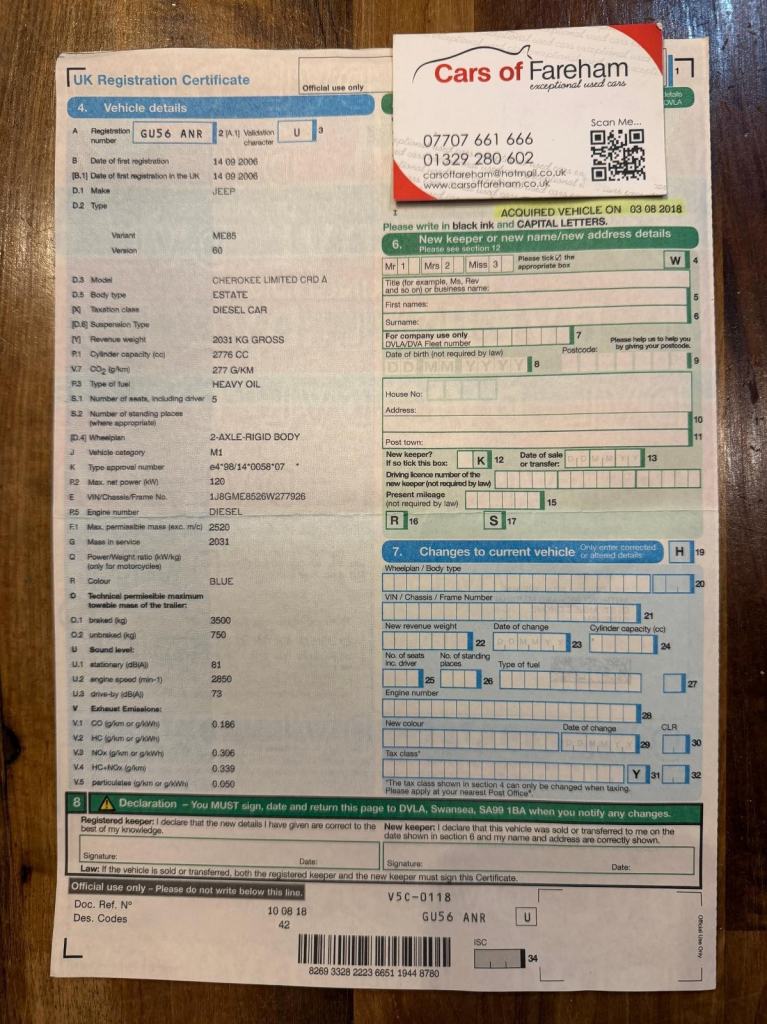 UK Registration Certificate
Official use only
1
details
DVLA
Cars of Fareham
exceptional used cars
Scan Me...
07707 661 666
01329 280 602
carsoffareham@hotmail.co.uk
www.carsoffareham.co.uk
4. Vehicle details
A Registration number GU56 ANR 2 [A.1] Validation character U 3
B Date of first registration 14 09 2006
[B.1] Date of first registration in the UK 14 09 2006
D.1 Make JEEP
D.2 Type
Variant ME85
Version 60
D.3 Model CHEROKEE LIMITED CRD A
D.5 Body type ESTATE
[X] Taxation class DIESEL CAR
[D.6] Suspension Type
[Y] Revenue weight 2031 KG GROSS
P.1 Cylinder capacity (cc) 2776 CC
V.7 CO2 (g/km) 277 G/KM
P.3 Type of fuel HEAVY OIL
S.1 Number of seats, including driver 5
S.2 Number of standing places
(where appropriate)
[D.4] Wheelplan 2-AXLE-RIGID BODY
J Vehicle category M1
K Type approval number e4*98/14*0058*07 *
P.2 Max. net power (kW) 120
E VIN/Chassis/Frame No. 1J8GME8526W277926
P.5 Engine number DIESEL
F.1 Max. permissible mass (exc. m/c) 2520
G Mass in service 2031
Q Power/Weight ratio (kW/kg)
(only for motorcycles)
R Colour BLUE
O Technical permissible maximum
towable mass of the trailer:
O.1 braked (kg) 3500
O.2 unbraked (kg) 750
U Sound level:
U.1 stationary (dB(A)) 81
U.2 engine speed (min-1) 2850
U.3 drive-by (dB(A)) 73
V Exhaust Emissions:
V.1 CO (g/km or g/kWh) 0.186
V.2 HC (g/km or g/kWh)
V.3 NOx (g/km or g/kWh) 0.306
V.4 HC+NOx (g/km) 0.339
V.5 particulates (g/km or g/kWh) 0.050
I ACQUIRED VEHICLE ON 03 08 2018
Please write in black ink and CAPITAL LETTERS.
6. New keeper or new name/new address details
Please see section 12
Mr 1 Mrs 2 Miss 3 Please tick ☑ the appropriate box W 4
Title (for example, Ms, Rev
and so on) or business name: 5
First names: 6
Surname:
For company use only
DVLA/DVA Fleet number 7 Please help us to help you
by giving your postcode.
Date of birth (not required by law) Postcode:
D D M M Y Y Y Y 8 9
House No:
Address:
10
Post town: 11
New keeper?
If so tick this box: K 12 Date of sale
or transfer: D D M M Y Y 13
Driving licence number of the
new keeper (not required by law)
Present mileage
(not required by law) 15
R 16 S 17
7. Changes to current vehicle Only enter corrected or altered details: H 19
Wheelplan / Body type
20
VIN / Chassis / Frame Number
21
New revenue weight Date of change Cylinder capacity (cc)
22 D D M M Y Y 23 24
No. of seats
inc. driver No. of standing
places Type of fuel
25 26 27
Engine number
28
New colour Date of change CLR
D D M M Y Y 29 30
Tax class*
Y 31 32
*The tax class shown in section 4 can only be changed when taxing.
Please apply at your nearest Post Office®.
8 Declaration – You MUST sign, date and return this page to DVLA, Swansea, SA99 1BA when you notify any changes.
Registered keeper: I declare that the new details I have given are correct to the
best of my knowledge.
New keeper: I declare that this vehicle was sold or transferred to me on the
date shown in section 6 and my name and address are correctly shown.
Signature: Date: Signature: Date:
Law: If the vehicle is sold or transferred, both the registered keeper and the new keeper must sign this Certificate.
Official use only – Please do not write below this line.
Doc. Ref. Nº 10 08 18
Des. Codes 42
V5C-0118
GU56 ANR U
ISC
34
8269 3328 2223 6651 1944 8780
Official Use Only